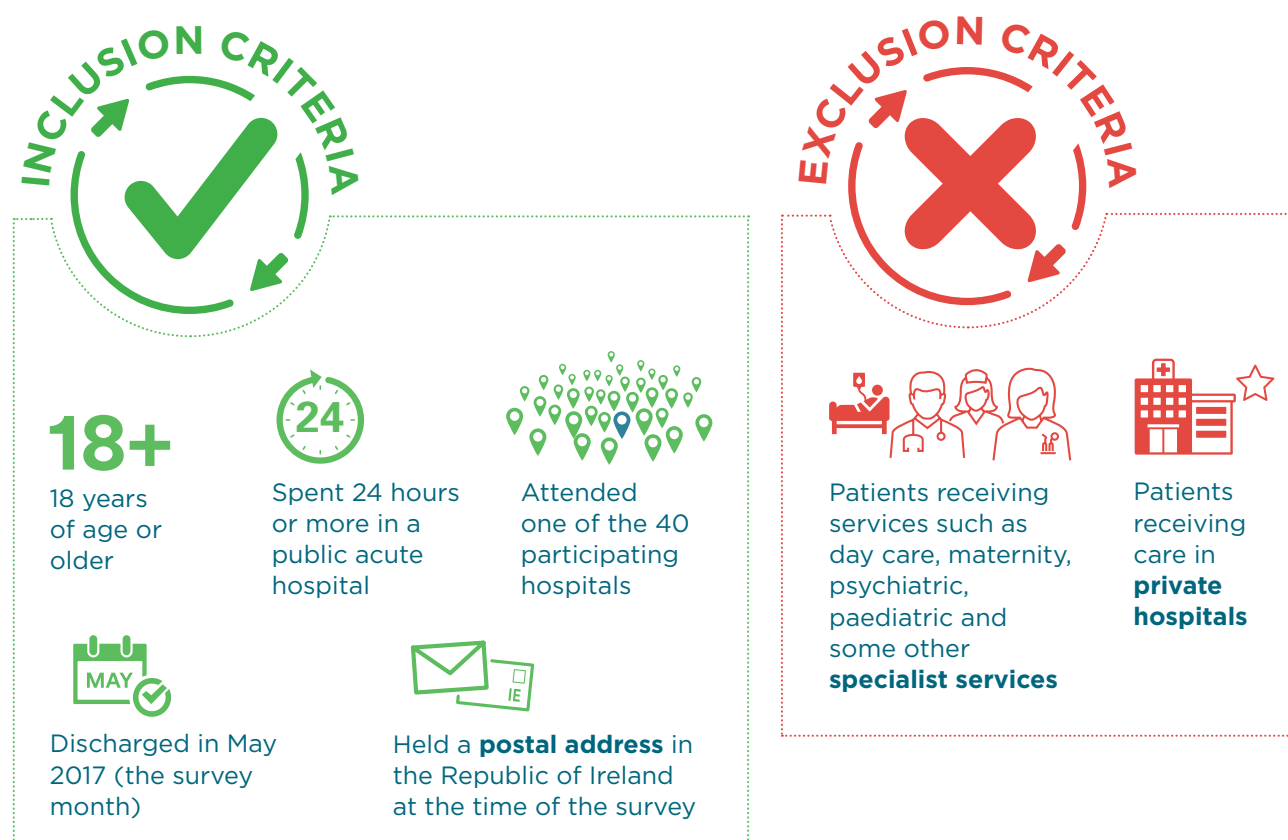 INCLUSION CRITERIA
18+
18 years
of age or
older
24
Spent 24 hours
or more in a
public acute
hospital
Attended
one of the 40
participating
hospitals
MAY
Discharged in May
2017 (the survey
month)
IE
Held a postal address in
the Republic of Ireland
at the time of the survey
EXCLUSION CRITERIA
Patients receiving
services such as
day care, maternity,
psychiatric,
paediatric and
some other
specialist services
Patients
receiving
care in
private
hospitals